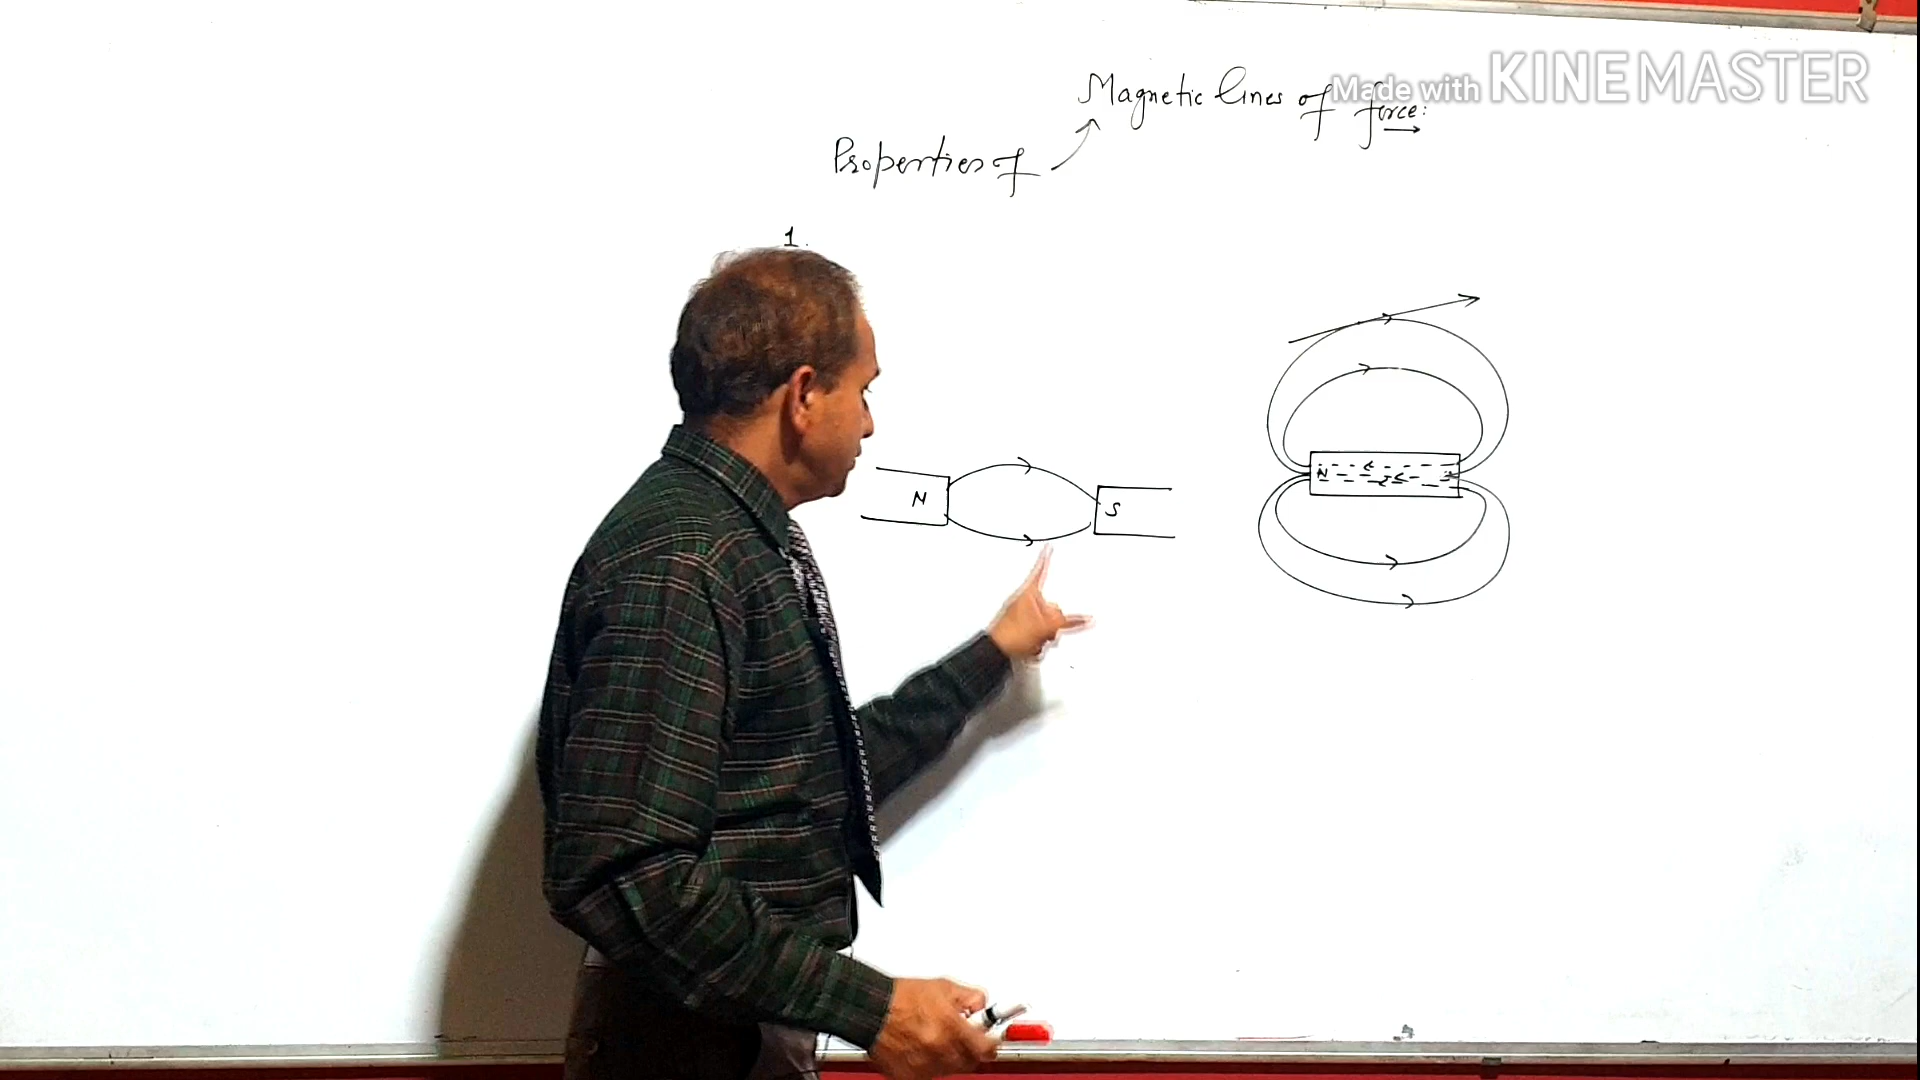 Made with KINEMASTER
Magnetic lines of force:
Properties of
1.
N
S
N